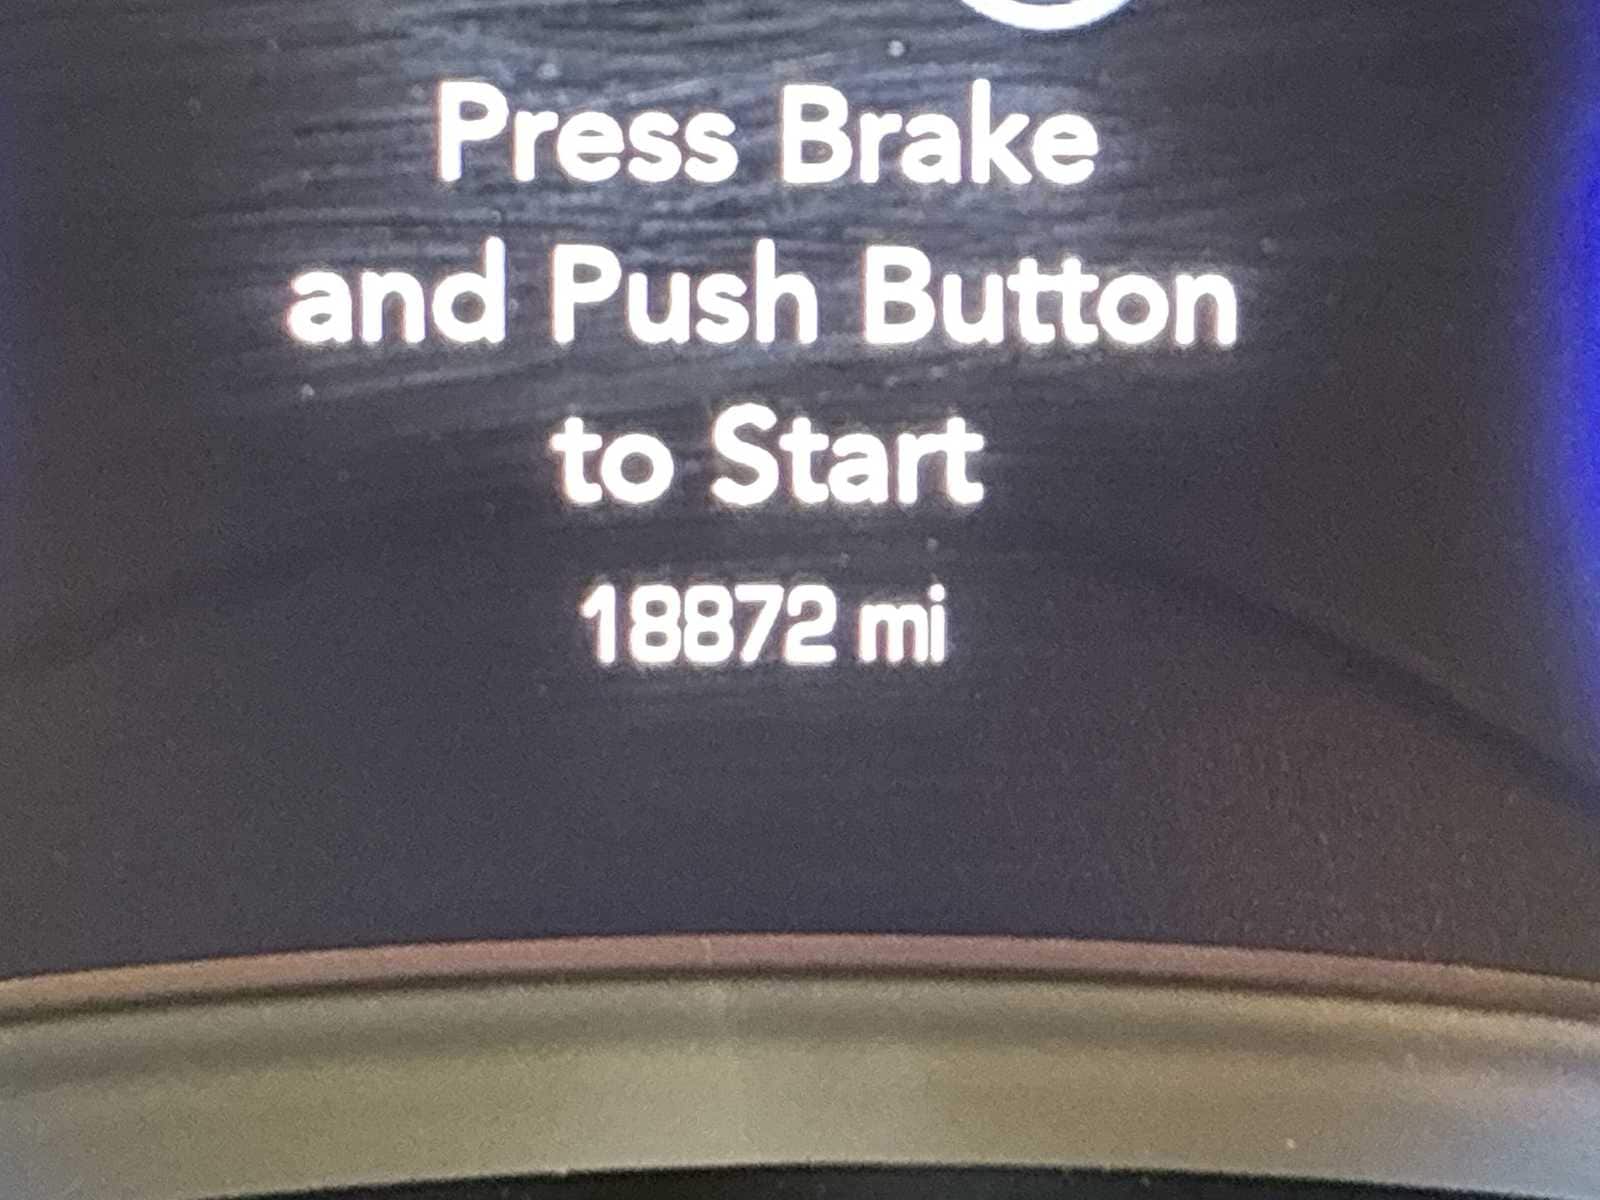 Press Brake
and Push Button
to Start
18872 mi